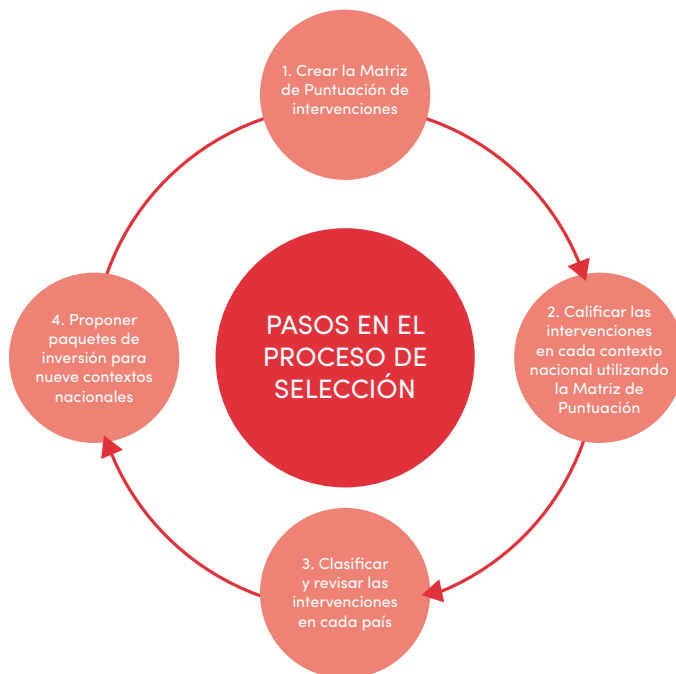 1. Crear la Matriz
de Puntuación de
intervenciones
2. Calificar las
intervenciones
en cada contexto
nacional utilizando
la Matriz de
Puntuación
3. Clasificar
y revisar las
intervenciones
en cada país
4. Proponer
paquetes de
inversión para
nueve contextos
nacionales
PASOS EN EL
PROCESO DE
SELECCIÓN